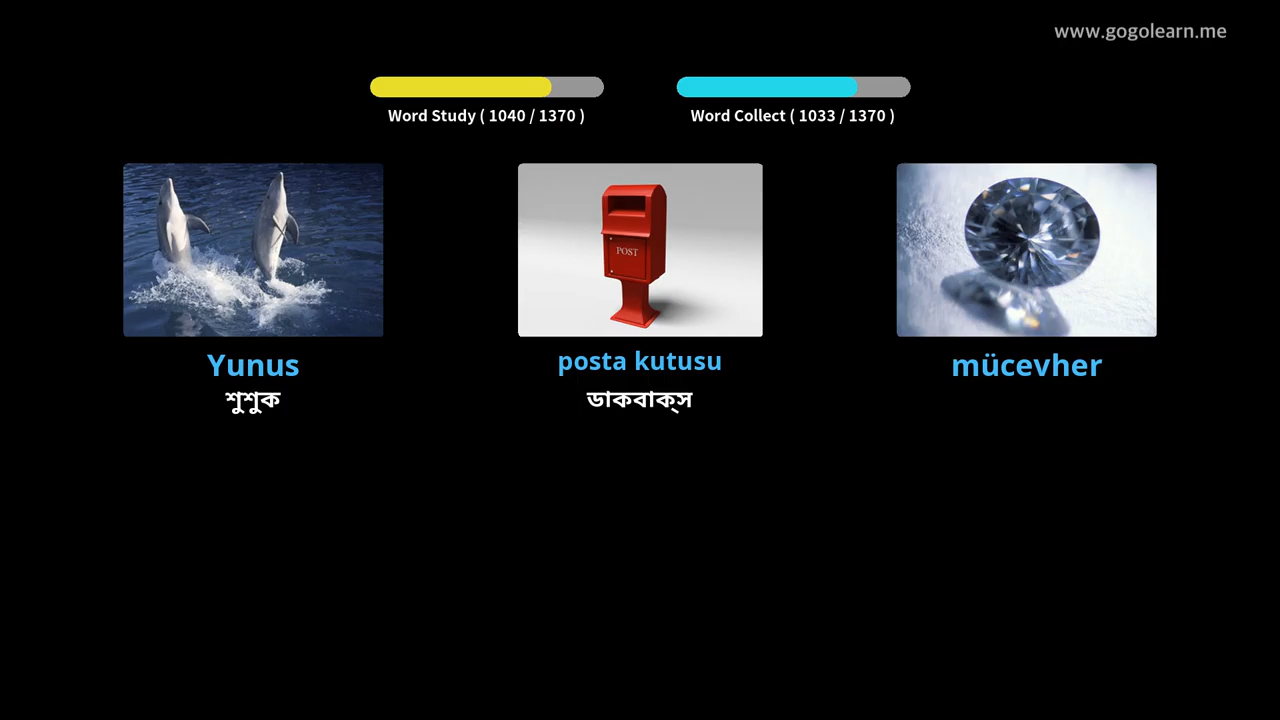 www.gogolearn.me
Word Study ( 1040 / 1370 )
Word Collect ( 1033 / 1370 )
POST
Yunus
posta kutusu
mücevher
শুশুক
ডাকবাক্স